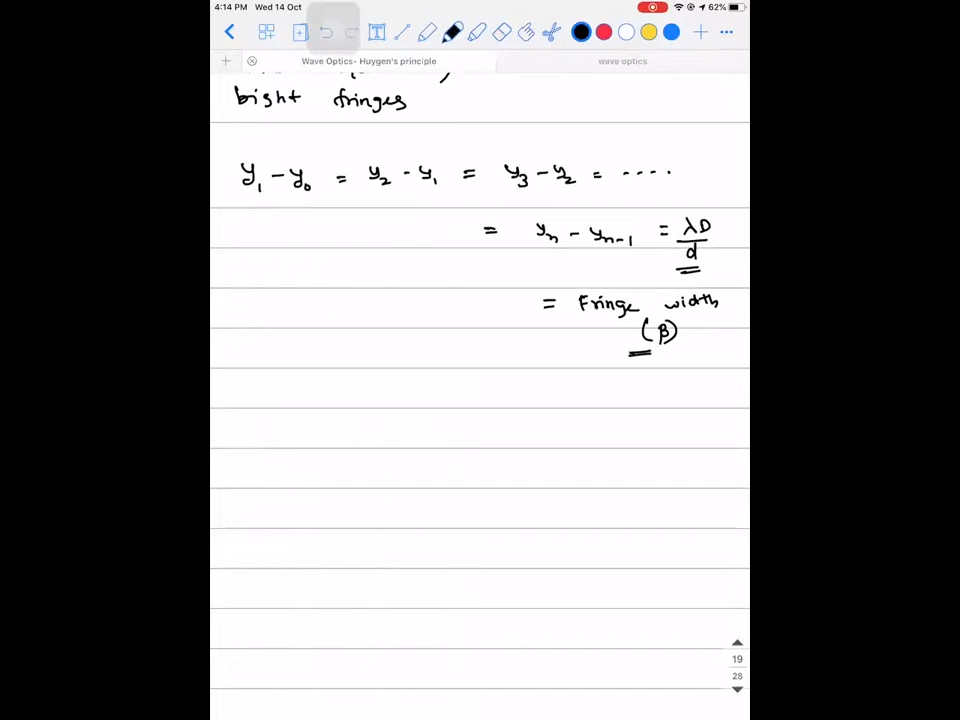 4:14 PM Wed 14 Oct 62%
Wave Optics- Huygen's principle
wave optics
bight fringes
y₁ - y₀ = y₂ - y₁ = y₃ - y₂ = ....
= yₙ - yₙ₋₁ = λD
d
= Fringe width
(β)
19
28